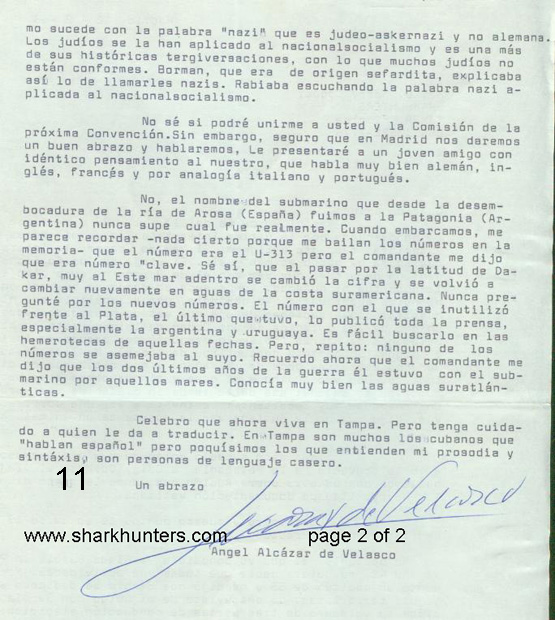 mo sucede con la palabra "nazi" que es judeo-askernazi y no alemana.
Los judíos se la han aplicado al nacionalsocialismo y es una más
de sus históricas tergiversaciones, con lo que muchos judíos no
están conformes. Borman, que era de origen sefardita, explicaba
así lo de llamarles nazis. Rabiaba escuchando la palabra nazi a-
plicada al nacionalsocialismo.
No sé si podré unirme a usted y la Comisión de la
próxima Convención.Sin embargo, seguro que en Madrid nos daremos
un buen abrazo y hablaremos, Le presentaré a un joven amigo con
idéntico pensamiento al nuestro, que habla muy bien alemán, in-
glés, francés y por analogía italiano y portugués.
No, el nombre del submarino que desde la desem-
bocadura de la ría de Arosa (España) fuimos a la Patagonia (Ar-
gentina) nunca supe cual fue realmente. Cuando embarcamos, me
parece recordar -nada cierto porque me bailan los números en la
memoria- que el número era el U-313 pero el comandante me dijo
que era número "clave. Sé sí, que al pasar por la latitud de Da-
kar, muy al Este mar adentro se cambió la cifra y se volvió a
cambiar nuevamente en aguas de la costa suramericana. Nunca pre-
gunté por los nuevos números. El número con el que se inutilizó
frente al Plata, el último que tuvo, lo publicó toda la prensa,
especialmente la argentina y uruguaya. Es fácil buscarlo en las
hemerotecas de aquellas fechas. Pero, repito: ninguno de los
números se asemejaba al suyo. Recuerdo ahora que el comandante me
dijo que los dos últimos años de la guerra él estuvo con el sub-
marino por aquellos mares. Conocía muy bien las aguas suratlán-
ticas.
Celebro que ahora viva en Tampa. Pero tenga cuida-
do a quien le da a traducir. En Tampa son muchos los cubanos que
"hablan español" pero poquísimos los que entienden mi prosodia y
sintáxis, son personas de lenguaje casero.
11
Un abrazo
www.sharkhunters.com page 2 of 2
Angel Alcázar de Velasco